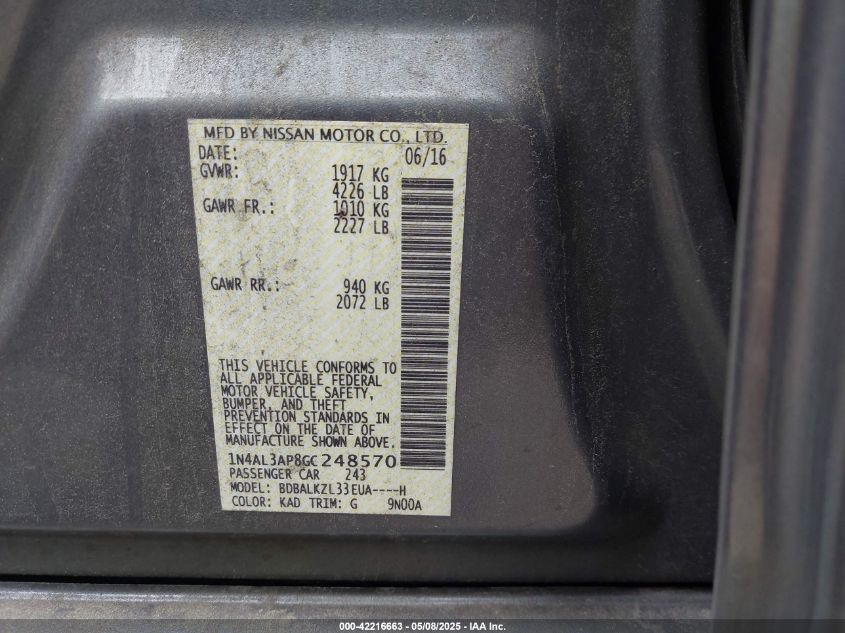 MFD BY NISSAN MOTOR CO., LTD.
DATE: 06/16
GVWR: 1917 KG
4226 LB
GAWR FR.: 1010 KG
2227 LB
GAWR RR.: 940 KG
2072 LB
THIS VEHICLE CONFORMS TO
ALL APPLICABLE FEDERAL
MOTOR VEHICLE SAFETY,
BUMPER, AND THEFT
PREVENTION STANDARDS IN
EFFECT ON THE DATE OF
MANUFACTURE SHOWN ABOVE.
1N4AL3AP8GC248570
PASSENGER CAR 243
MODEL: BDBALKZL33EUA----H
COLOR: KAD TRIM: G 9N00A
000-42216663 - 05/08/2025 - IAA Inc.